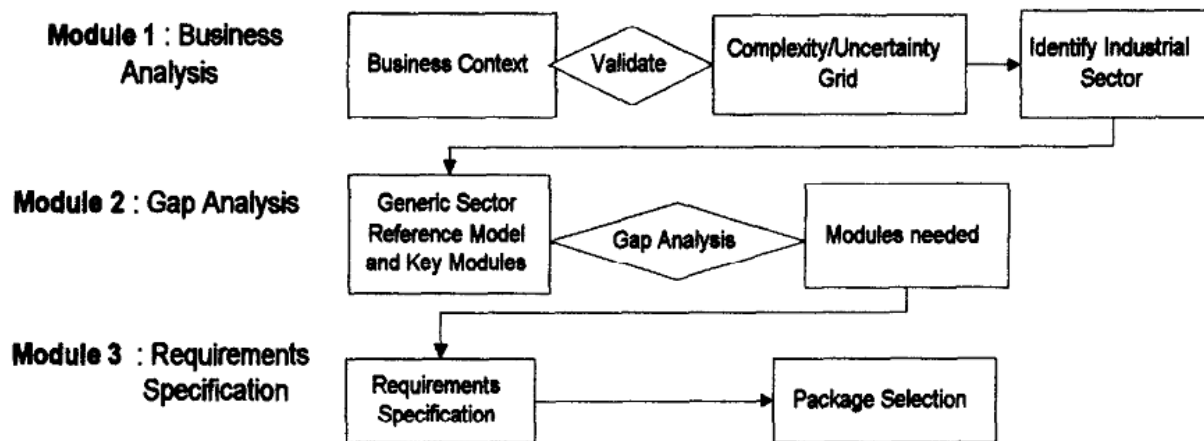 Module 1 : Business
Analysis
Business Context
Validate
Complexity/Uncertainty
Grid
Identify Industrial
Sector
Module 2 : Gap Analysis
Generic Sector
Reference Model
and Key Modules
Gap Analysis
Modules needed
Module 3 : Requirements
Specification
Requirements
Specification
Package Selection